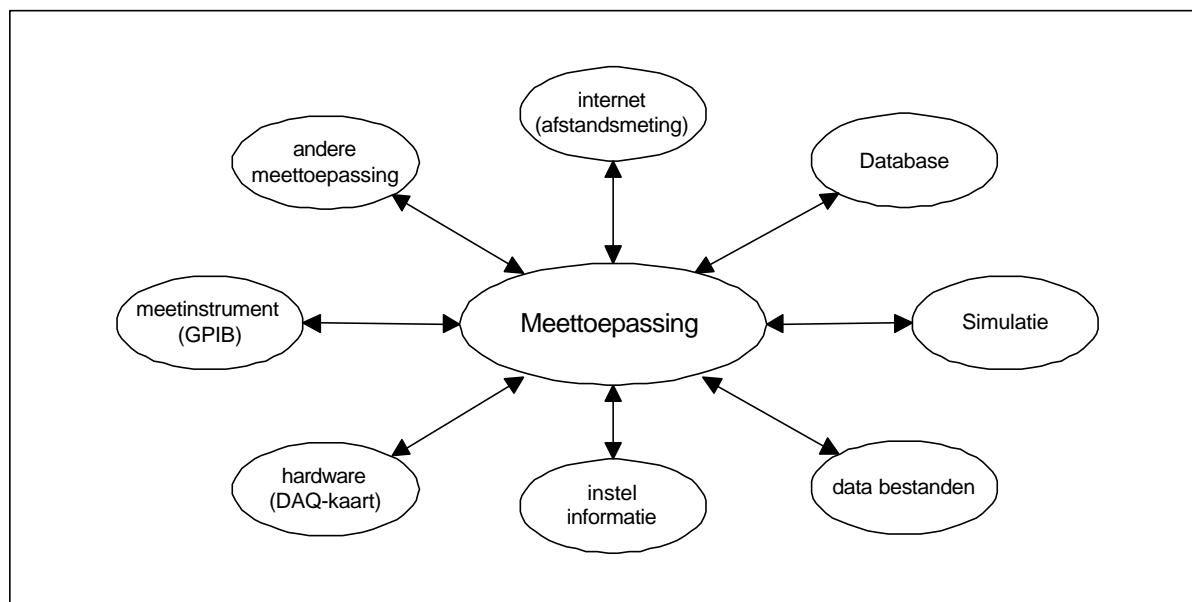 internet
(afstandsmeting)
andere
meettoepassing
Database
meetinstrument
(GPIB)
Meettoepassing
Simulatie
hardware
(DAQ-kaart)
instel
informatie
data bestanden